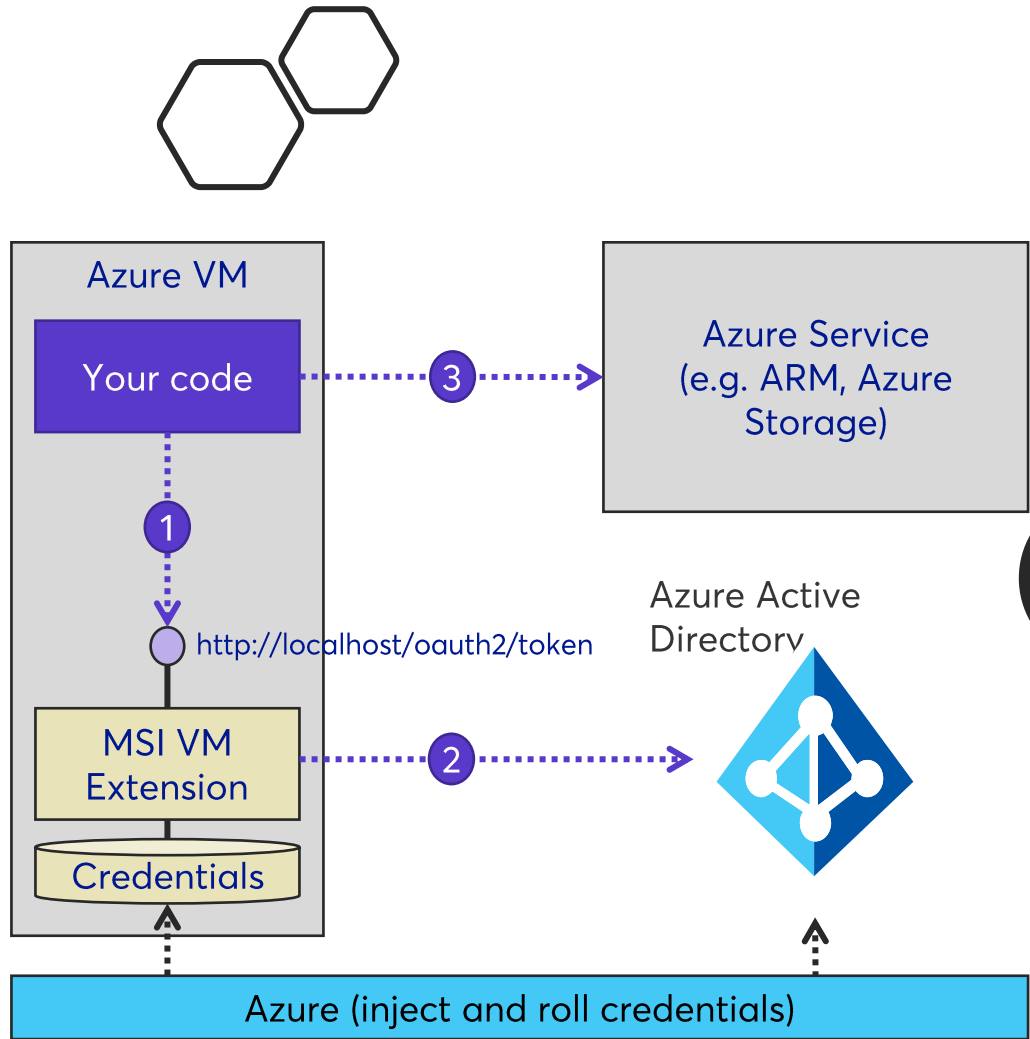 Azure VM
Your code
3
Azure Service
(e.g. ARM, Azure
Storage)
1
http://localhost/oauth2/token
Azure Active
Directory
MSI VM
Extension
2
Credentials
Azure (inject and roll credentials)